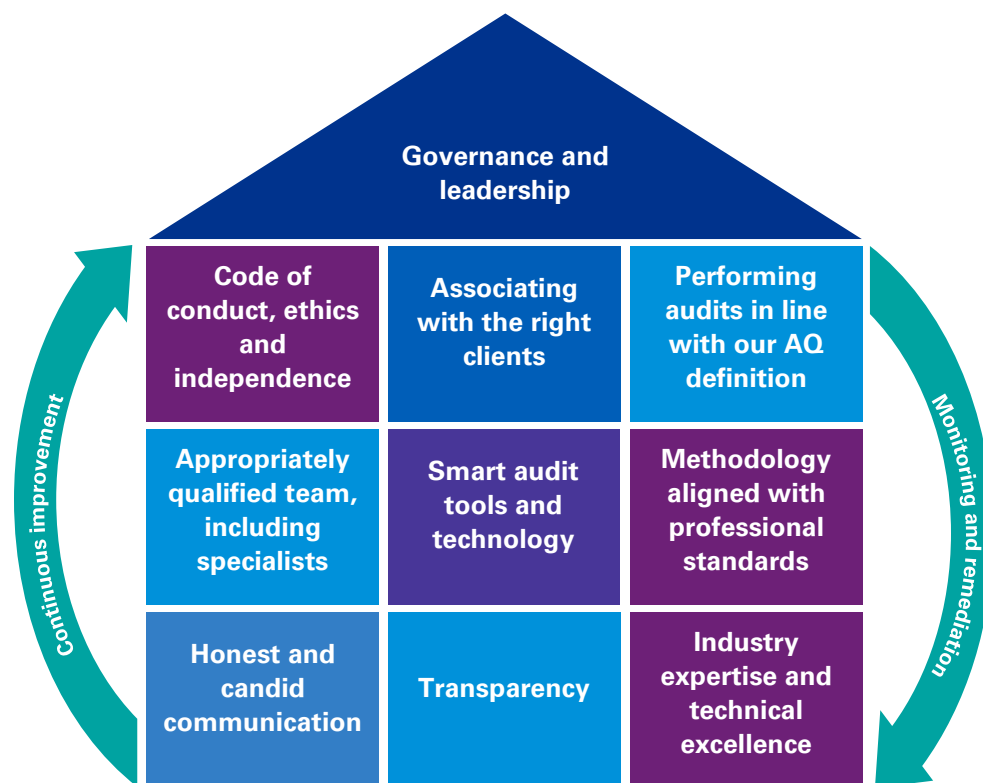 Governance and
leadership
Code of
conduct, ethics
and
independence
Associating
with the right
clients
Performing
audits in line
with our AQ
definition
Appropriately
qualified team,
including
specialists
Smart audit
tools and
technology
Methodology
aligned with
professional
standards
Honest and
candid
communication
Transparency
Industry
expertise and
technical
excellence
Continuous improvement
Monitoring and remediation